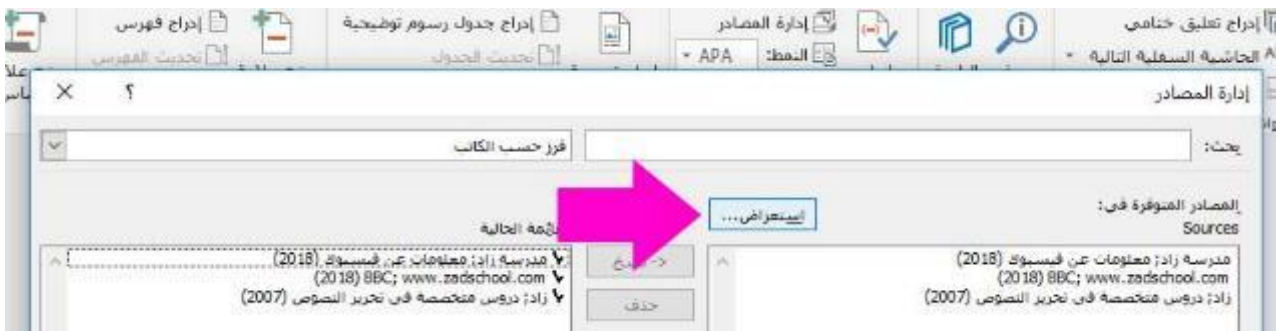 إدراج تعليق ختامي
الحاشية السفلية التالية
إدارة المصادر
النمط: APA
إدراج جدول رسوم توضيحية
تحديث الجدول
إدراج فهرس
تحديث الفهرس
إدارة المصادر
؟
بحث:
فرز حسب الكاتب
المصادر المتوفرة في:
Sources
استعراض...
مدرسة زاد; معلومات عن فيسبوك (2018)
BBC; www.zadschool.com (2018)
زاد; دروس متخصصة في تحرير النصوص (2007)
حذف
القائمة الحالية
مدرسة زاد; معلومات عن فيسبوك (2018)
BBC; www.zadschool.com (2018)
زاد; دروس متخصصة في تحرير النصوص (2007)